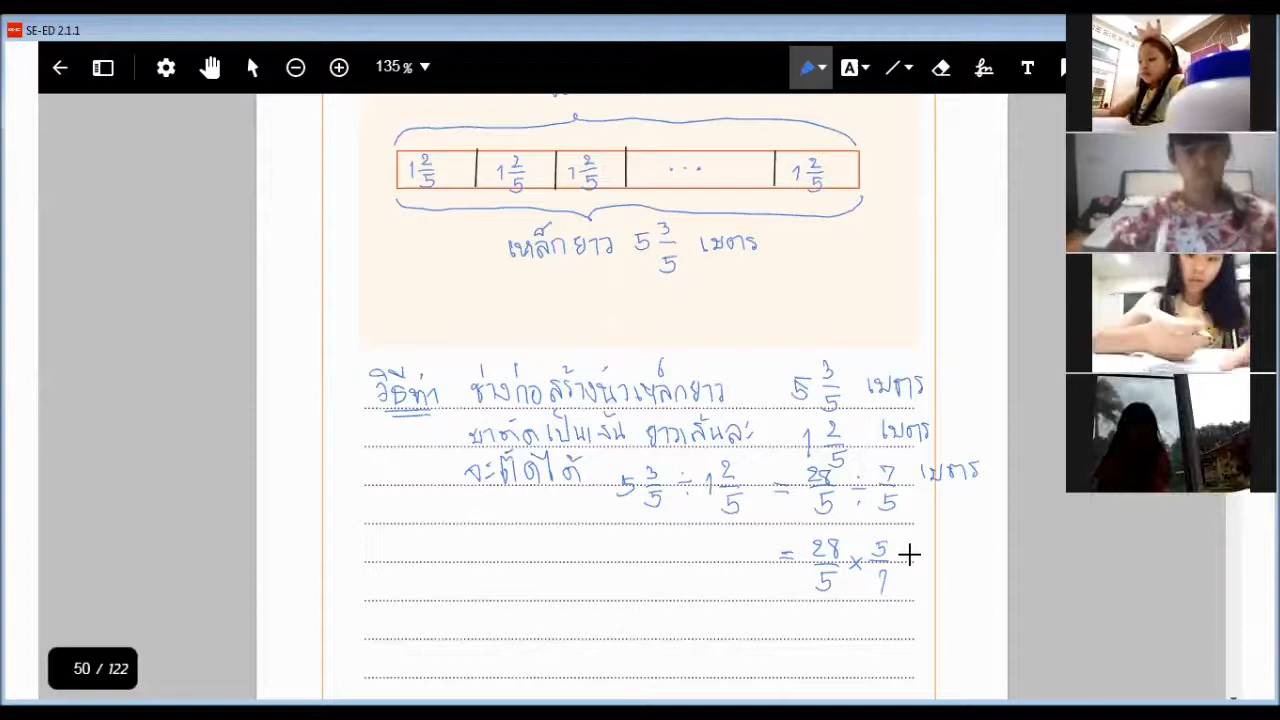 SE-ED 2.1.1
135 %
A
T
1 2/5 1 2/5 1 2/5 ... 1 2/5
เหล็กยาว 5 3/5 เมตร
วิธีทำ ช่างก่อสร้างนำเหล็กยาว 5 3/5 เมตร
มาตัดเป็นเส้น ยาวเส้นละ 1 2/5 เมตร
จะตัดได้ 5 3/5 ÷ 1 2/5 = 28/5 ÷ 7/5 เมตร
= 28/5 × 5/7
50 / 122